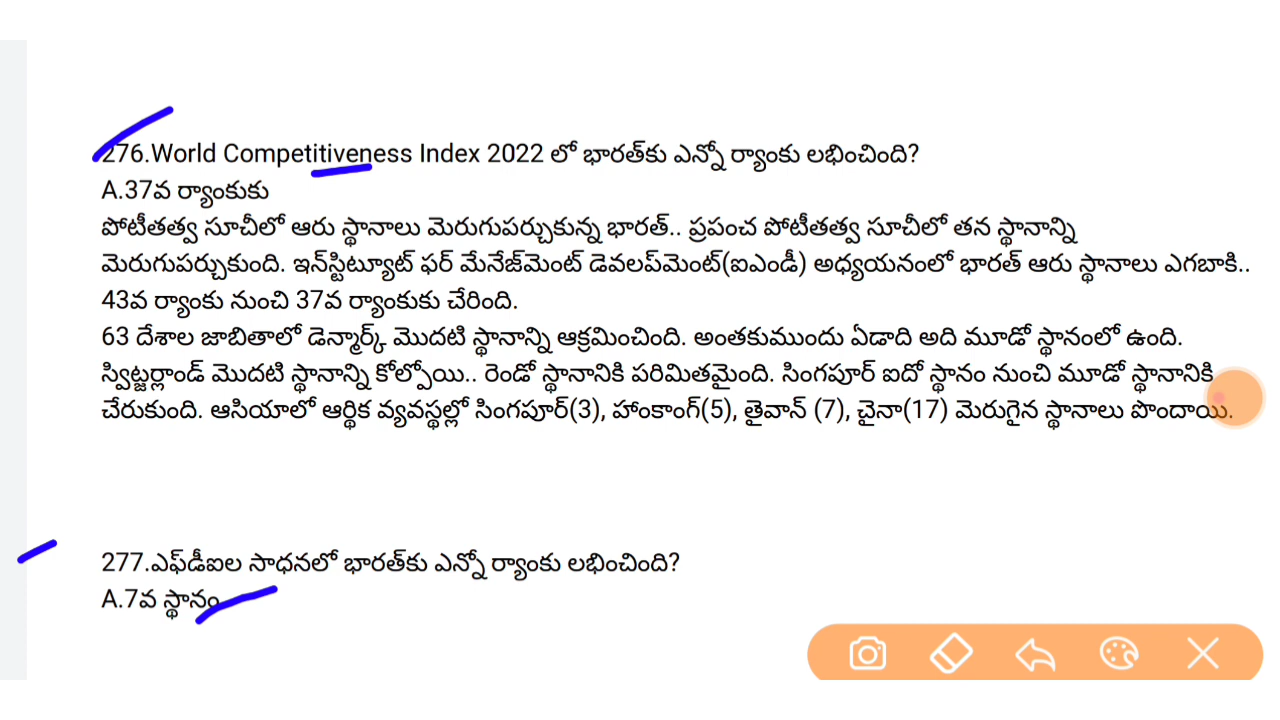 276.World Competitiveness Index 2022 లో భారత్‌కు ఎన్నో ర్యాంకు లభించింది?
A.37వ ర్యాంకుకు
పోటీతత్వ సూచీలో ఆరు స్థానాలు మెరుగుపర్చుకున్న భారత్.. ప్రపంచ పోటీతత్వ సూచీలో తన స్థానాన్ని
మెరుగుపర్చుకుంది. ఇన్‌స్టిట్యూట్ ఫర్ మేనేజ్‌మెంట్ డెవలప్‌మెంట్(ఐఎండీ) అధ్యయనంలో భారత్ ఆరు స్థానాలు ఎగబాకి..
43వ ర్యాంకు నుంచి 37వ ర్యాంకుకు చేరింది.
63 దేశాల జాబితాలో డెన్మార్క్ మొదటి స్థానాన్ని ఆక్రమించింది. అంతకుముందు ఏడాది అది మూడో స్థానంలో ఉంది.
స్విట్జర్లాండ్ మొదటి స్థానాన్ని కోల్పోయి.. రెండో స్థానానికి పరిమితమైంది. సింగపూర్ ఐదో స్థానం నుంచి మూడో స్థానానికి
చేరుకుంది. ఆసియాలో ఆర్థిక వ్యవస్థల్లో సింగపూర్(3), హాంకాంగ్(5), తైవాన్ (7), చైనా(17) మెరుగైన స్థానాలు పొందాయి.
277.ఎఫ్‌డీఐల సాధనలో భారత్‌కు ఎన్నో ర్యాంకు లభించింది?
A.7వ స్థానం